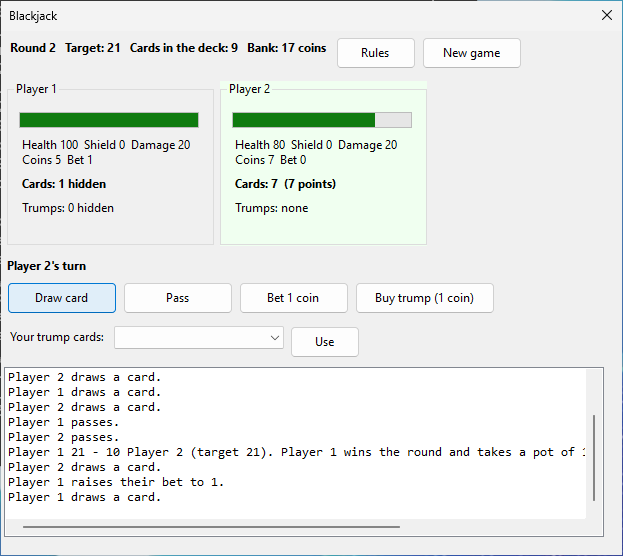 Blackjack
Round 2  Target: 21  Cards in the deck: 9  Bank: 17 coins
Rules
New game
Player 1
Health 100  Shield 0  Damage 20
Coins 5  Bet 1
Cards: 1 hidden
Trumps: 0 hidden
Player 2
Health 80  Shield 0  Damage 20
Coins 7  Bet 0
Cards: 7  (7 points)
Trumps: none
Player 2's turn
Draw card
Pass
Bet 1 coin
Buy trump (1 coin)
Your trump cards:
Use
Player 2 draws a card.
Player 1 draws a card.
Player 2 draws a card.
Player 1 passes.
Player 2 passes.
Player 1 21 - 10 Player 2 (target 21). Player 1 wins the round and takes a pot of
Player 2 draws a card.
Player 1 raises their bet to 1.
Player 1 draws a card.